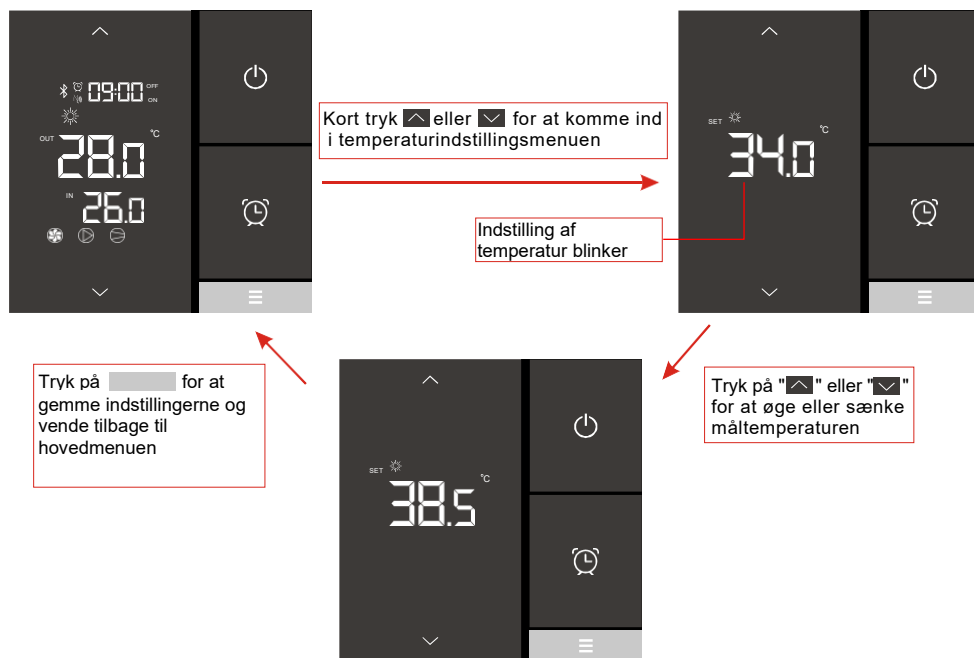 09:00 OFF
ON
OUT 28.0 °C
IN 26.0
Kort tryk eller for at komme ind
i temperaturindstillingsmenuen
SET 34.0 °C
Indstilling af
temperatur blinker
Tryk på " " eller " "
for at øge eller sænke
måltemperaturen
SET 38.5 °C
Tryk på for at
gemme indstillingerne og
vende tilbage til
hovedmenuen